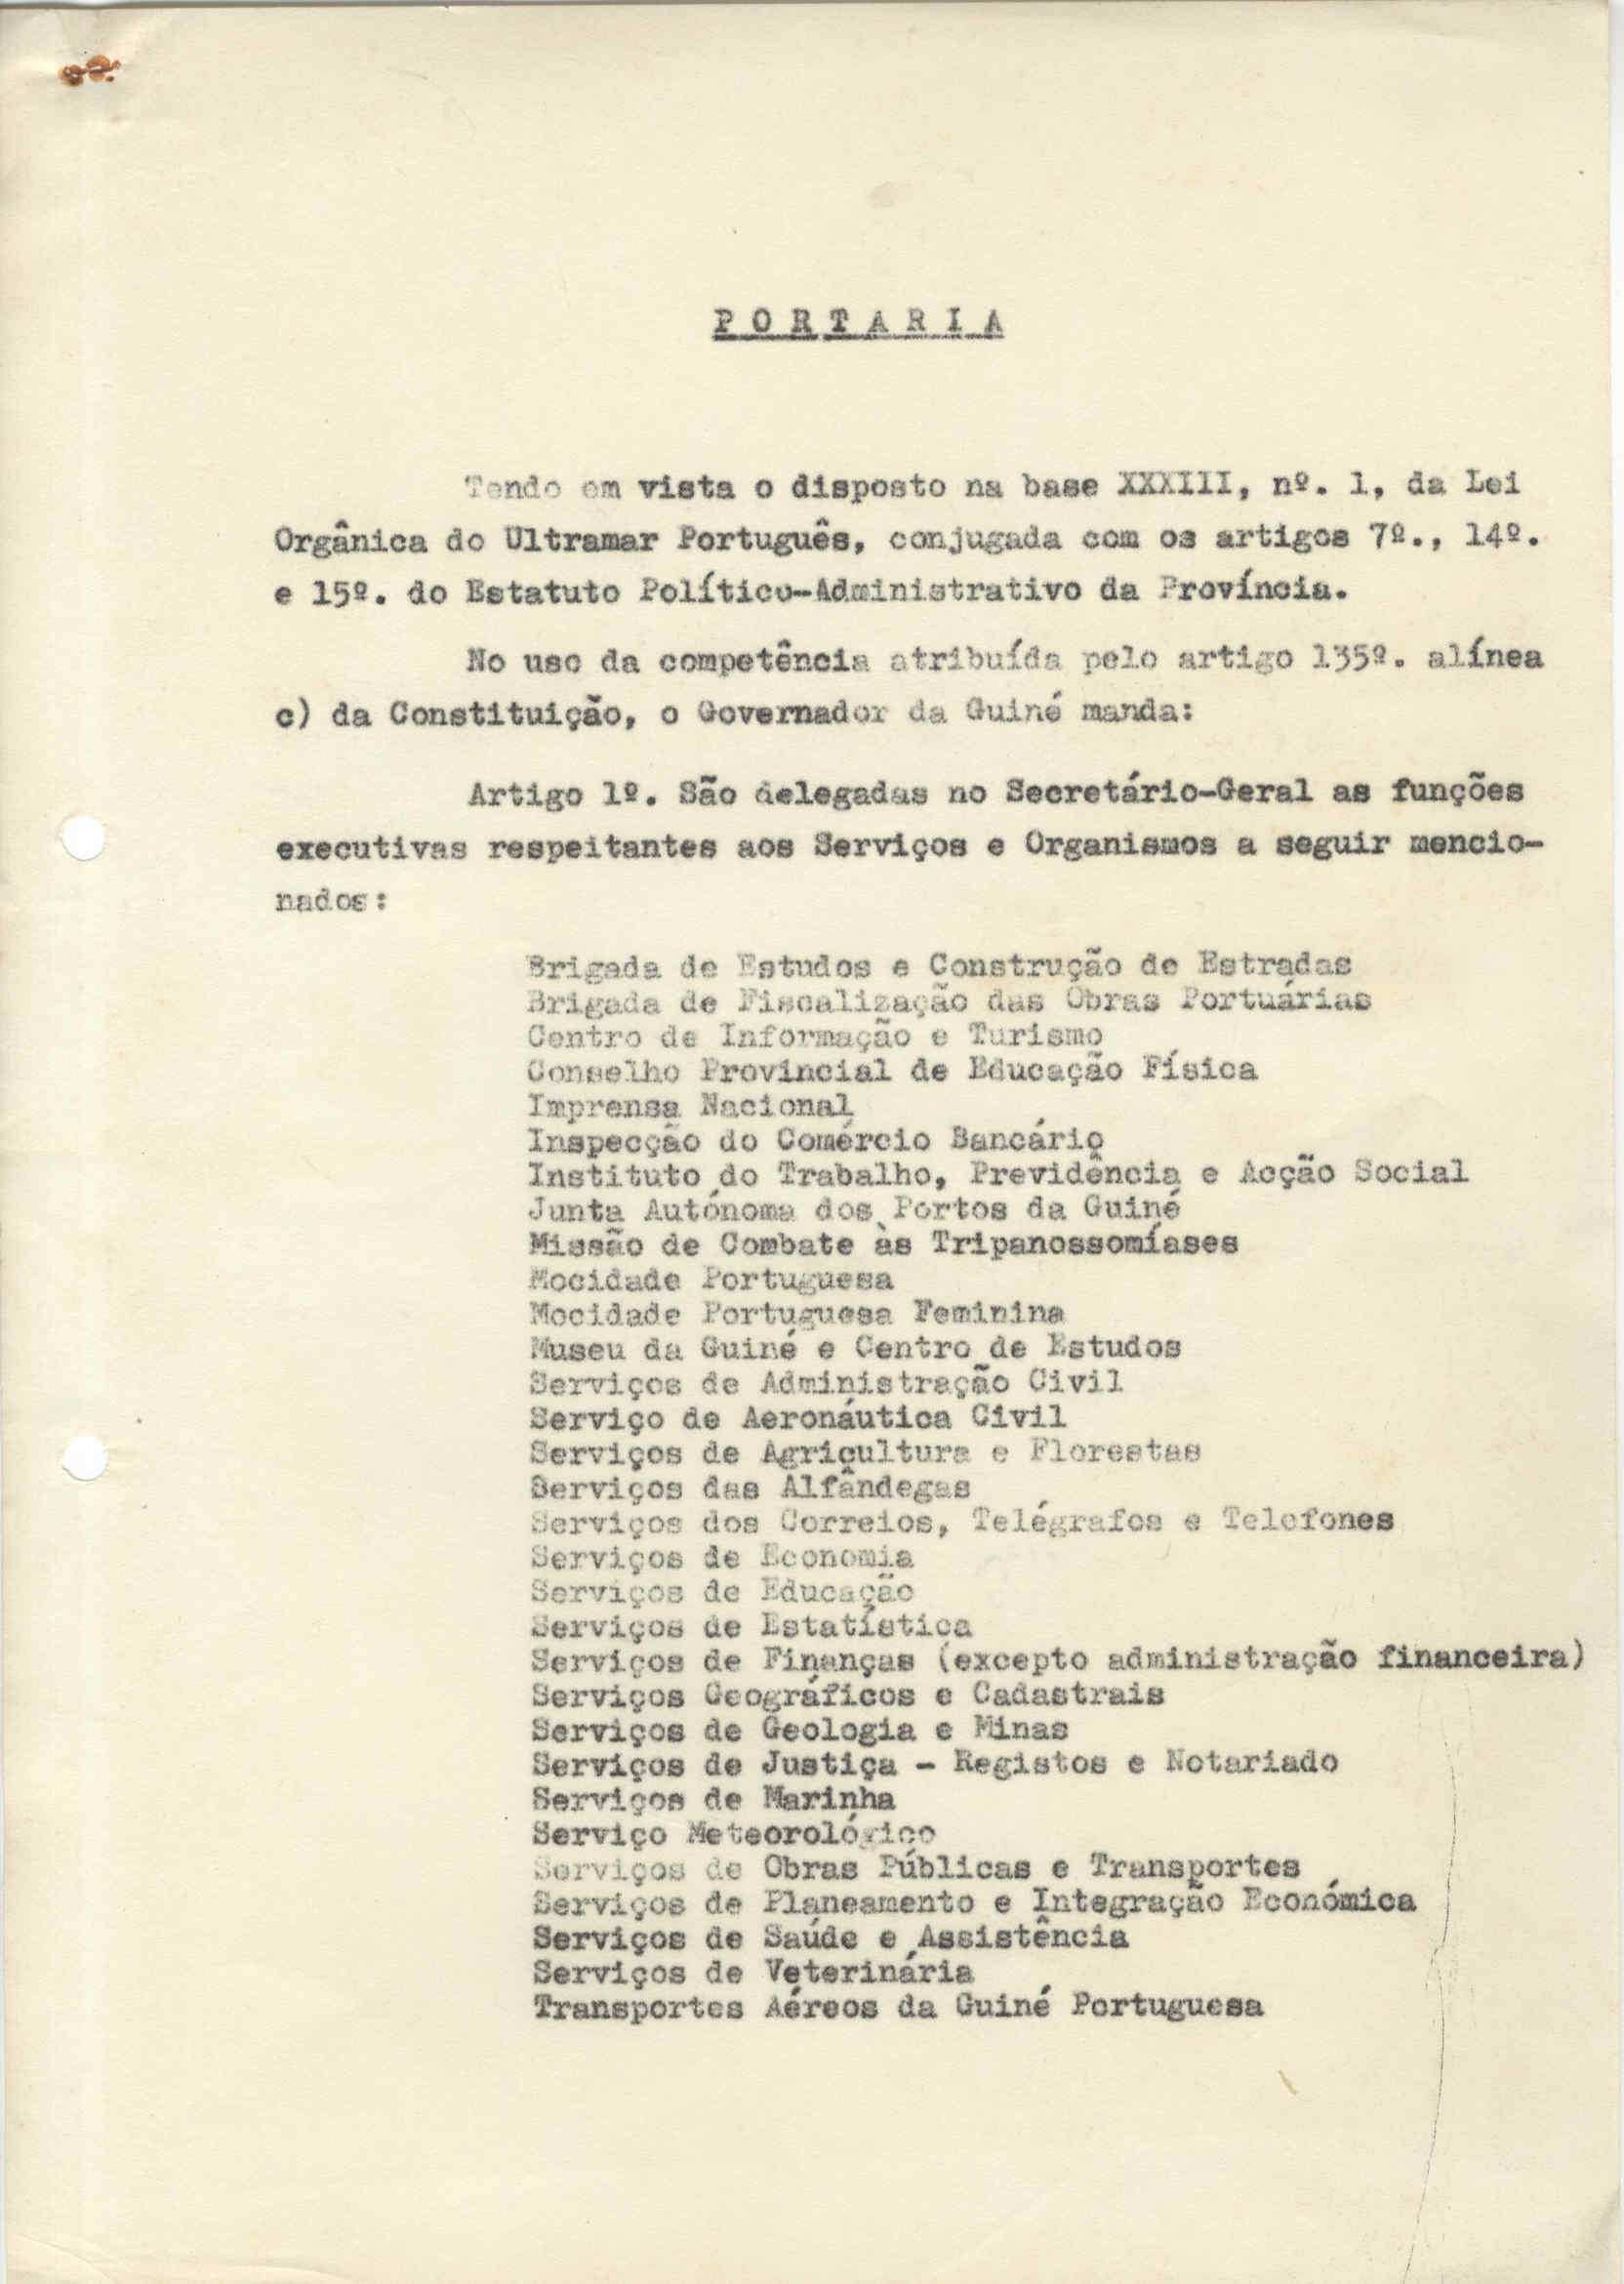 PORTARIA
Tendo em vista o disposto na base XXXIII, nº. 1, da Lei
Orgânica do Ultramar Português, conjugada com os artigos 7º., 14º.
e 15º. do Estatuto Político-Administrativo da Província.
No uso da competência atribuída pelo artigo 135º. alínea
c) da Constituição, o Governador da Guiné manda:
Artigo 1º. São delegadas no Secretário-Geral as funções
executivas respeitantes aos Serviços e Organismos a seguir mencio-
nados:
Brigada de Estudos e Construção de Estradas
Brigada de Fiscalização das Obras Portuárias
Centro de Informação e Turismo
Conselho Provincial de Educação Física
Imprensa Nacional
Inspecção do Comércio Bancário
Instituto do Trabalho, Previdência e Acção Social
Junta Autónoma dos Portos da Guiné
Missão de Combate às Tripanossomíases
Mocidade Portuguesa
Mocidade Portuguesa Feminina
Museu da Guiné e Centro de Estudos
Serviços de Administração Civil
Serviço de Aeronáutica Civil
Serviços de Agricultura e Florestas
Serviços das Alfândegas
Serviços dos Correios, Telégrafos e Telefones
Serviços de Economia
Serviços de Educação
Serviços de Estatística
Serviços de Finanças (excepto administração financeira)
Serviços Geográficos e Cadastrais
Serviços de Geologia e Minas
Serviços de Justiça - Registos e Notariado
Serviços de Marinha
Serviço Meteorológico
Serviços de Obras Públicas e Transportes
Serviços de Planeamento e Integração Económica
Serviços de Saúde e Assistência
Serviços de Veterinária
Transportes Aéreos da Guiné Portuguesa